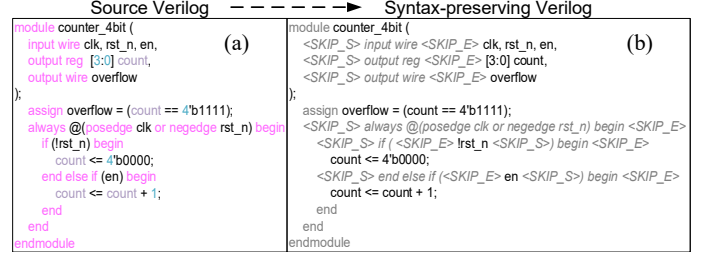 Source Verilog Syntax-preserving Verilog
(a)
module counter_4bit (
input wire clk, rst_n, en,
output reg [3:0] count,
output wire overflow
);
assign overflow = (count == 4'b1111);
always @(posedge clk or negedge rst_n) begin
if (!rst_n) begin
count <= 4'b0000;
end else if (en) begin
count <= count + 1;
end
end
endmodule
(b)
module counter_4bit (
<SKIP_S> input wire <SKIP_E> clk, rst_n, en,
<SKIP_S> output reg <SKIP_E> [3:0] count,
<SKIP_S> output wire <SKIP_E> overflow
);
assign overflow = (count == 4'b1111);
<SKIP_S> always @(posedge clk or negedge rst_n) begin <SKIP_E>
<SKIP_S> if ( <SKIP_E> !rst_n <SKIP_S>) begin <SKIP_E>
count <= 4'b0000;
<SKIP_S> end else if (<SKIP_E> en <SKIP_S>) begin <SKIP_E>
count <= count + 1;
end
end
endmodule